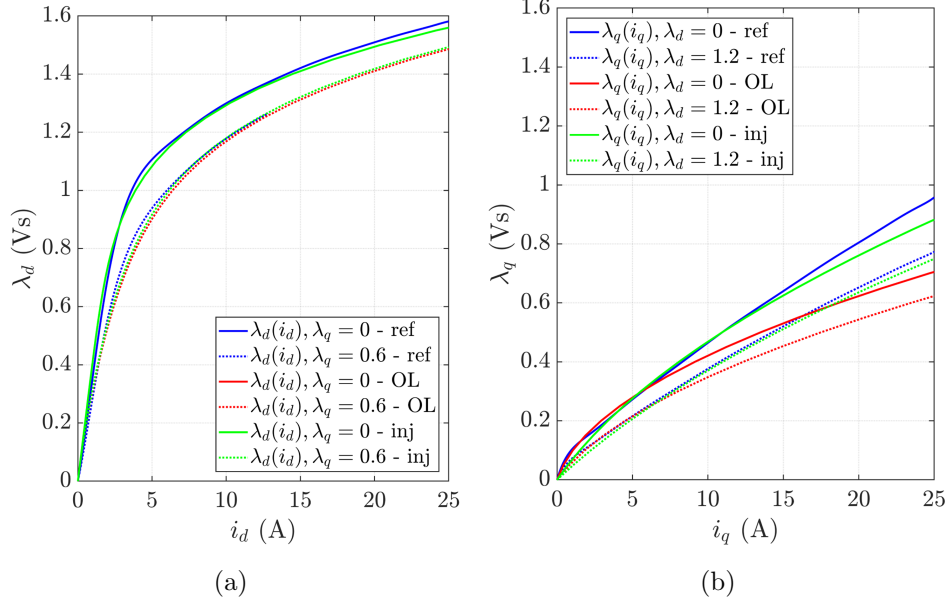 1.6
1.4
1.2
1
0.8
0.6
0.4
0.2
0
λd (Vs)
λd(id), λq = 0 - ref
λd(id), λq = 0.6 - ref
λd(id), λq = 0 - OL
λd(id), λq = 0.6 - OL
λd(id), λq = 0 - inj
λd(id), λq = 0.6 - inj
0 5 10 15 20 25
id (A)
(a)
1.6
1.4
1.2
1
0.8
0.6
0.4
0.2
0
λq (Vs)
λq(iq), λd = 0 - ref
λq(iq), λd = 1.2 - ref
λq(iq), λd = 0 - OL
λq(iq), λd = 1.2 - OL
λq(iq), λd = 0 - inj
λq(iq), λd = 1.2 - inj
0 5 10 15 20 25
iq (A)
(b)